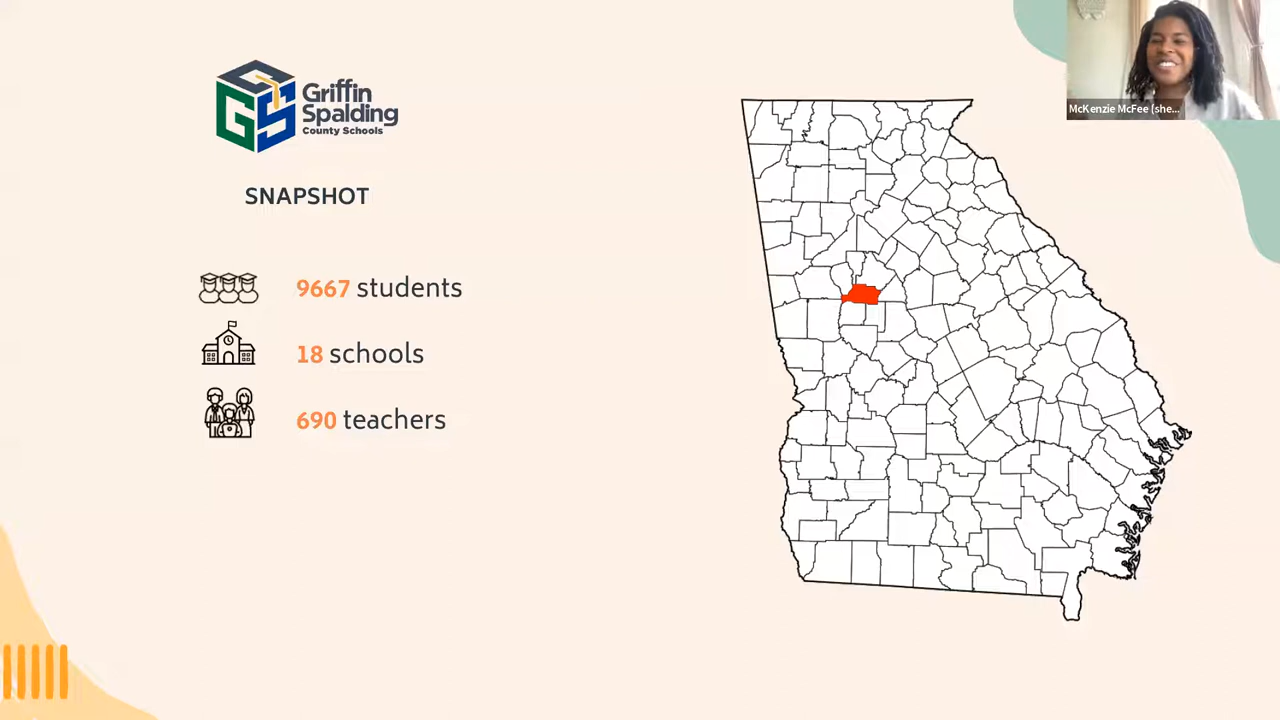 Griffin
Spalding
County Schools
SNAPSHOT
9667 students
18 schools
690 teachers
McKenzie McFee (she...